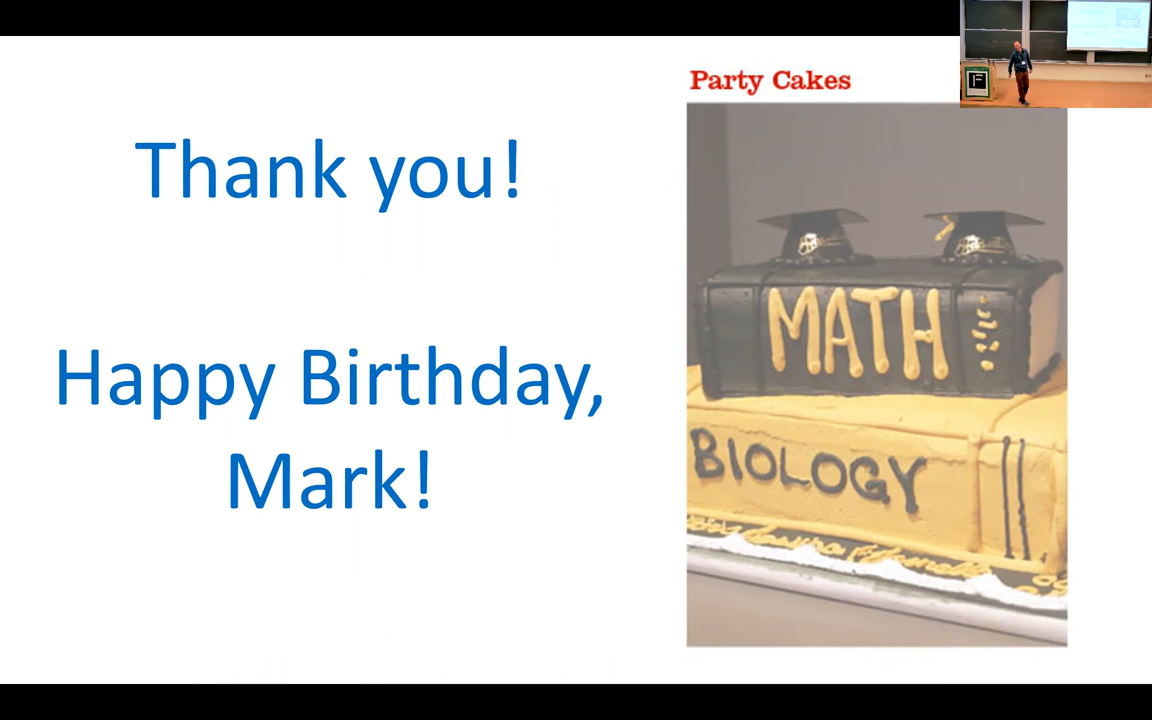 Thank you!
Happy Birthday,
Mark!
Party Cakes
MATH
BIOLOGY
F